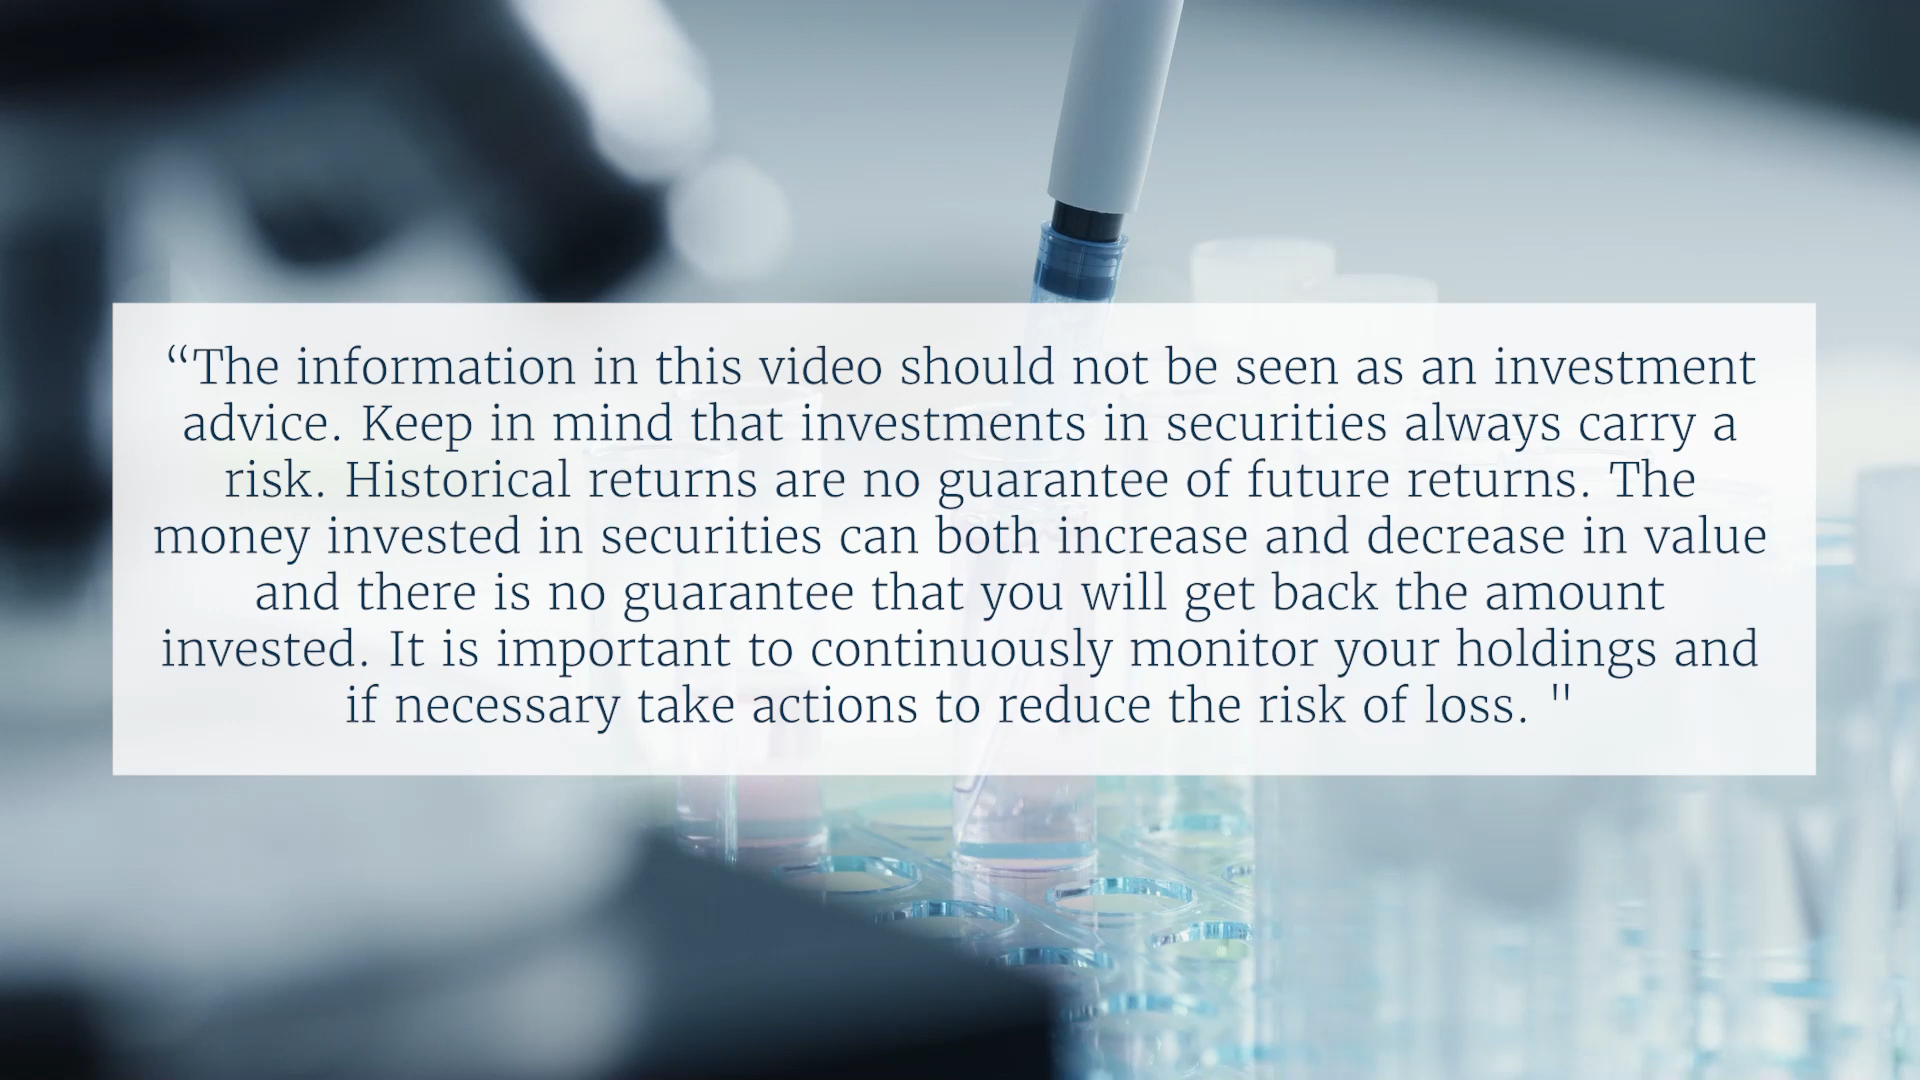 “The information in this video should not be seen as an investment
advice. Keep in mind that investments in securities always carry a
risk. Historical returns are no guarantee of future returns. The
money invested in securities can both increase and decrease in value
and there is no guarantee that you will get back the amount
invested. It is important to continuously monitor your holdings and
if necessary take actions to reduce the risk of loss. "